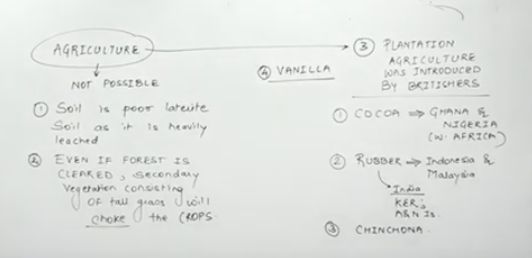 AGRICULTURE
NOT POSSIBLE
① Soil is poor laterite
Soil as it is heavily
leached
② EVEN IF FOREST IS
CLEARED, secondary
Vegetation consisting
OF tall grass will
choke the CROPS
④ VANILLA
③ PLANTATION
AGRICULTURE
WAS INTRODUCED
BY BRITISHERS
① COCOA ⇒ GHANA &
NIGERIA
(W. AFRICA)
② RUBBER ⇒ Indonesia &
Malaysia
India
KER,
A&N Is.
③ CHINCHONA.